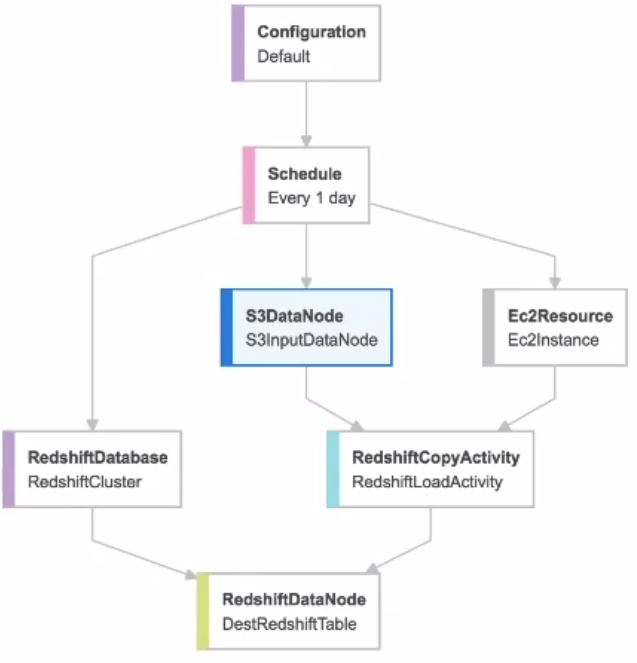 Configuration
Default
Schedule
Every 1 day
S3DataNode
S3InputDataNode
Ec2Resource
Ec2Instance
RedshiftDatabase
RedshiftCluster
RedshiftCopyActivity
RedshiftLoadActivity
RedshiftDataNode
DestRedshiftTable